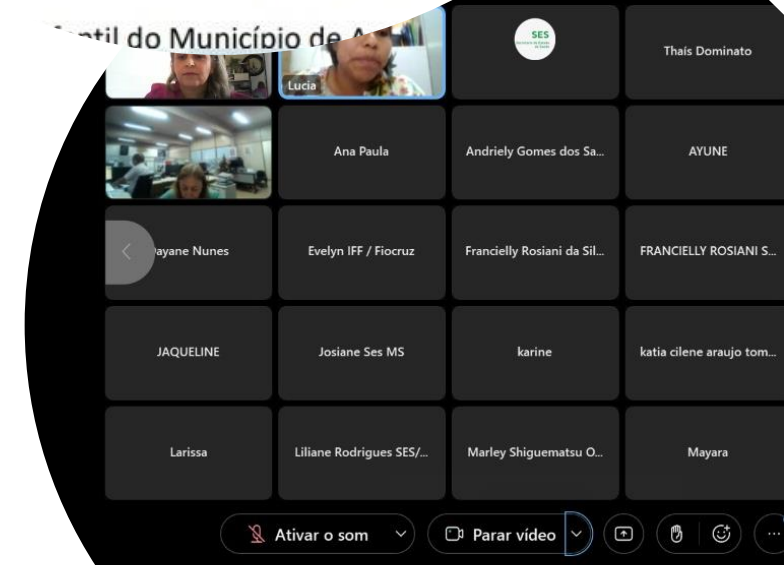 do Município de
Lucia
SES
Thaís Dominato
Ana Paula
Andriely Gomes dos Sa...
AYUNE
ayane Nunes
Evelyn IFF / Fiocruz
Francielly Rosiani da Sil...
FRANCIELLY ROSIANI S...
JAQUELINE
Josiane Ses MS
karine
katia cilene araujo tom...
Larissa
Liliane Rodrigues SES/...
Marley Shiguematsu O...
Mayara
Ativar o som
Parar vídeo